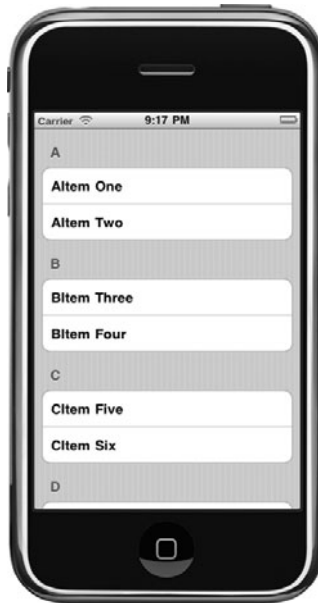 Carrier 9:17 PM
A
AItem One
AItem Two
B
BItem Three
BItem Four
C
CItem Five
CItem Six
D